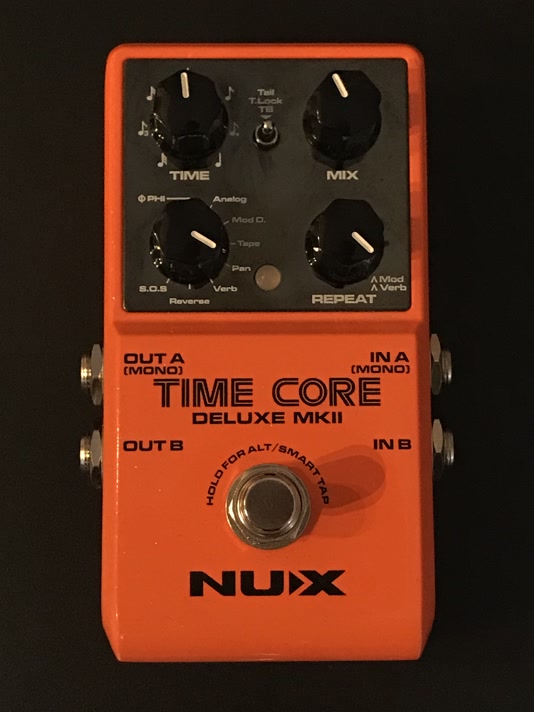 Tail
T.Lock
TS
TIME
MIX
Φ PHI
Analog
Mod D.
Tape
Pan
Verb
Reverse
S.O.S
REPEAT
∧ Mod
∧ Verb
OUT A
(MONO)
IN A
(MONO)
TIME CORE
DELUXE MKII
OUT B
IN B
HOLD FOR ALT/SMART TAP
NUX